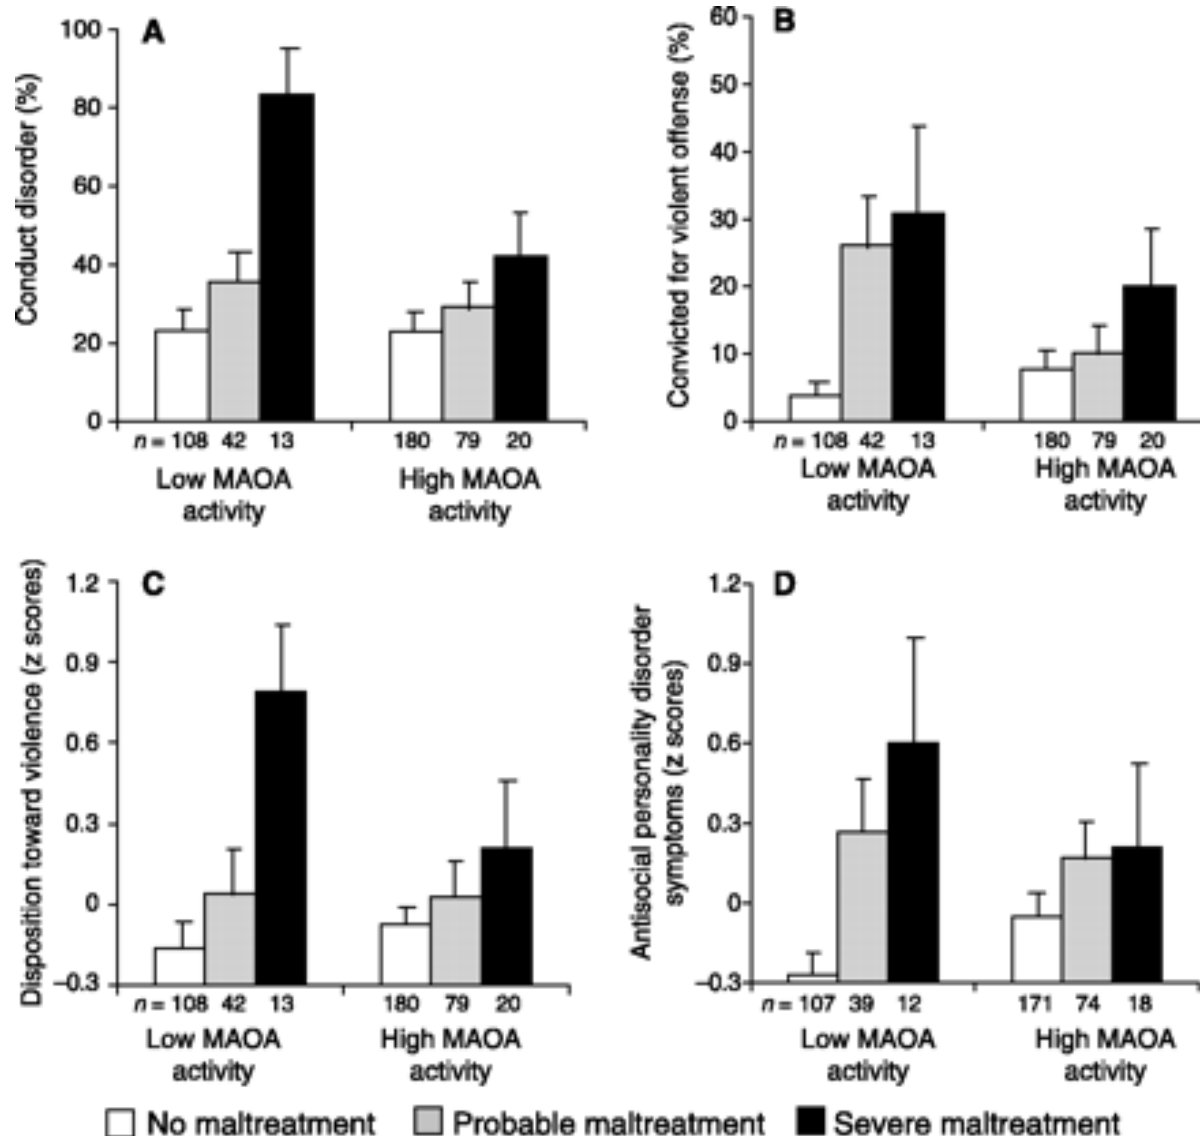 A
Conduct disorder (%)
100
80
60
40
20
0
n = 108 42 13 180 79 20
Low MAOA activity
High MAOA activity
B
Convicted for violent offense (%)
60
50
40
30
20
10
0
n = 108 42 13 180 79 20
Low MAOA activity
High MAOA activity
C
Disposition toward violence (z scores)
1.2
0.9
0.6
0.3
0
–0.3
n = 108 42 13 180 79 20
Low MAOA activity
High MAOA activity
D
Antisocial personality disorder
symptoms (z scores)
1.2
0.9
0.6
0.3
0
–0.3
n = 107 39 12 171 74 18
Low MAOA activity
High MAOA activity
No maltreatment Probable maltreatment Severe maltreatment